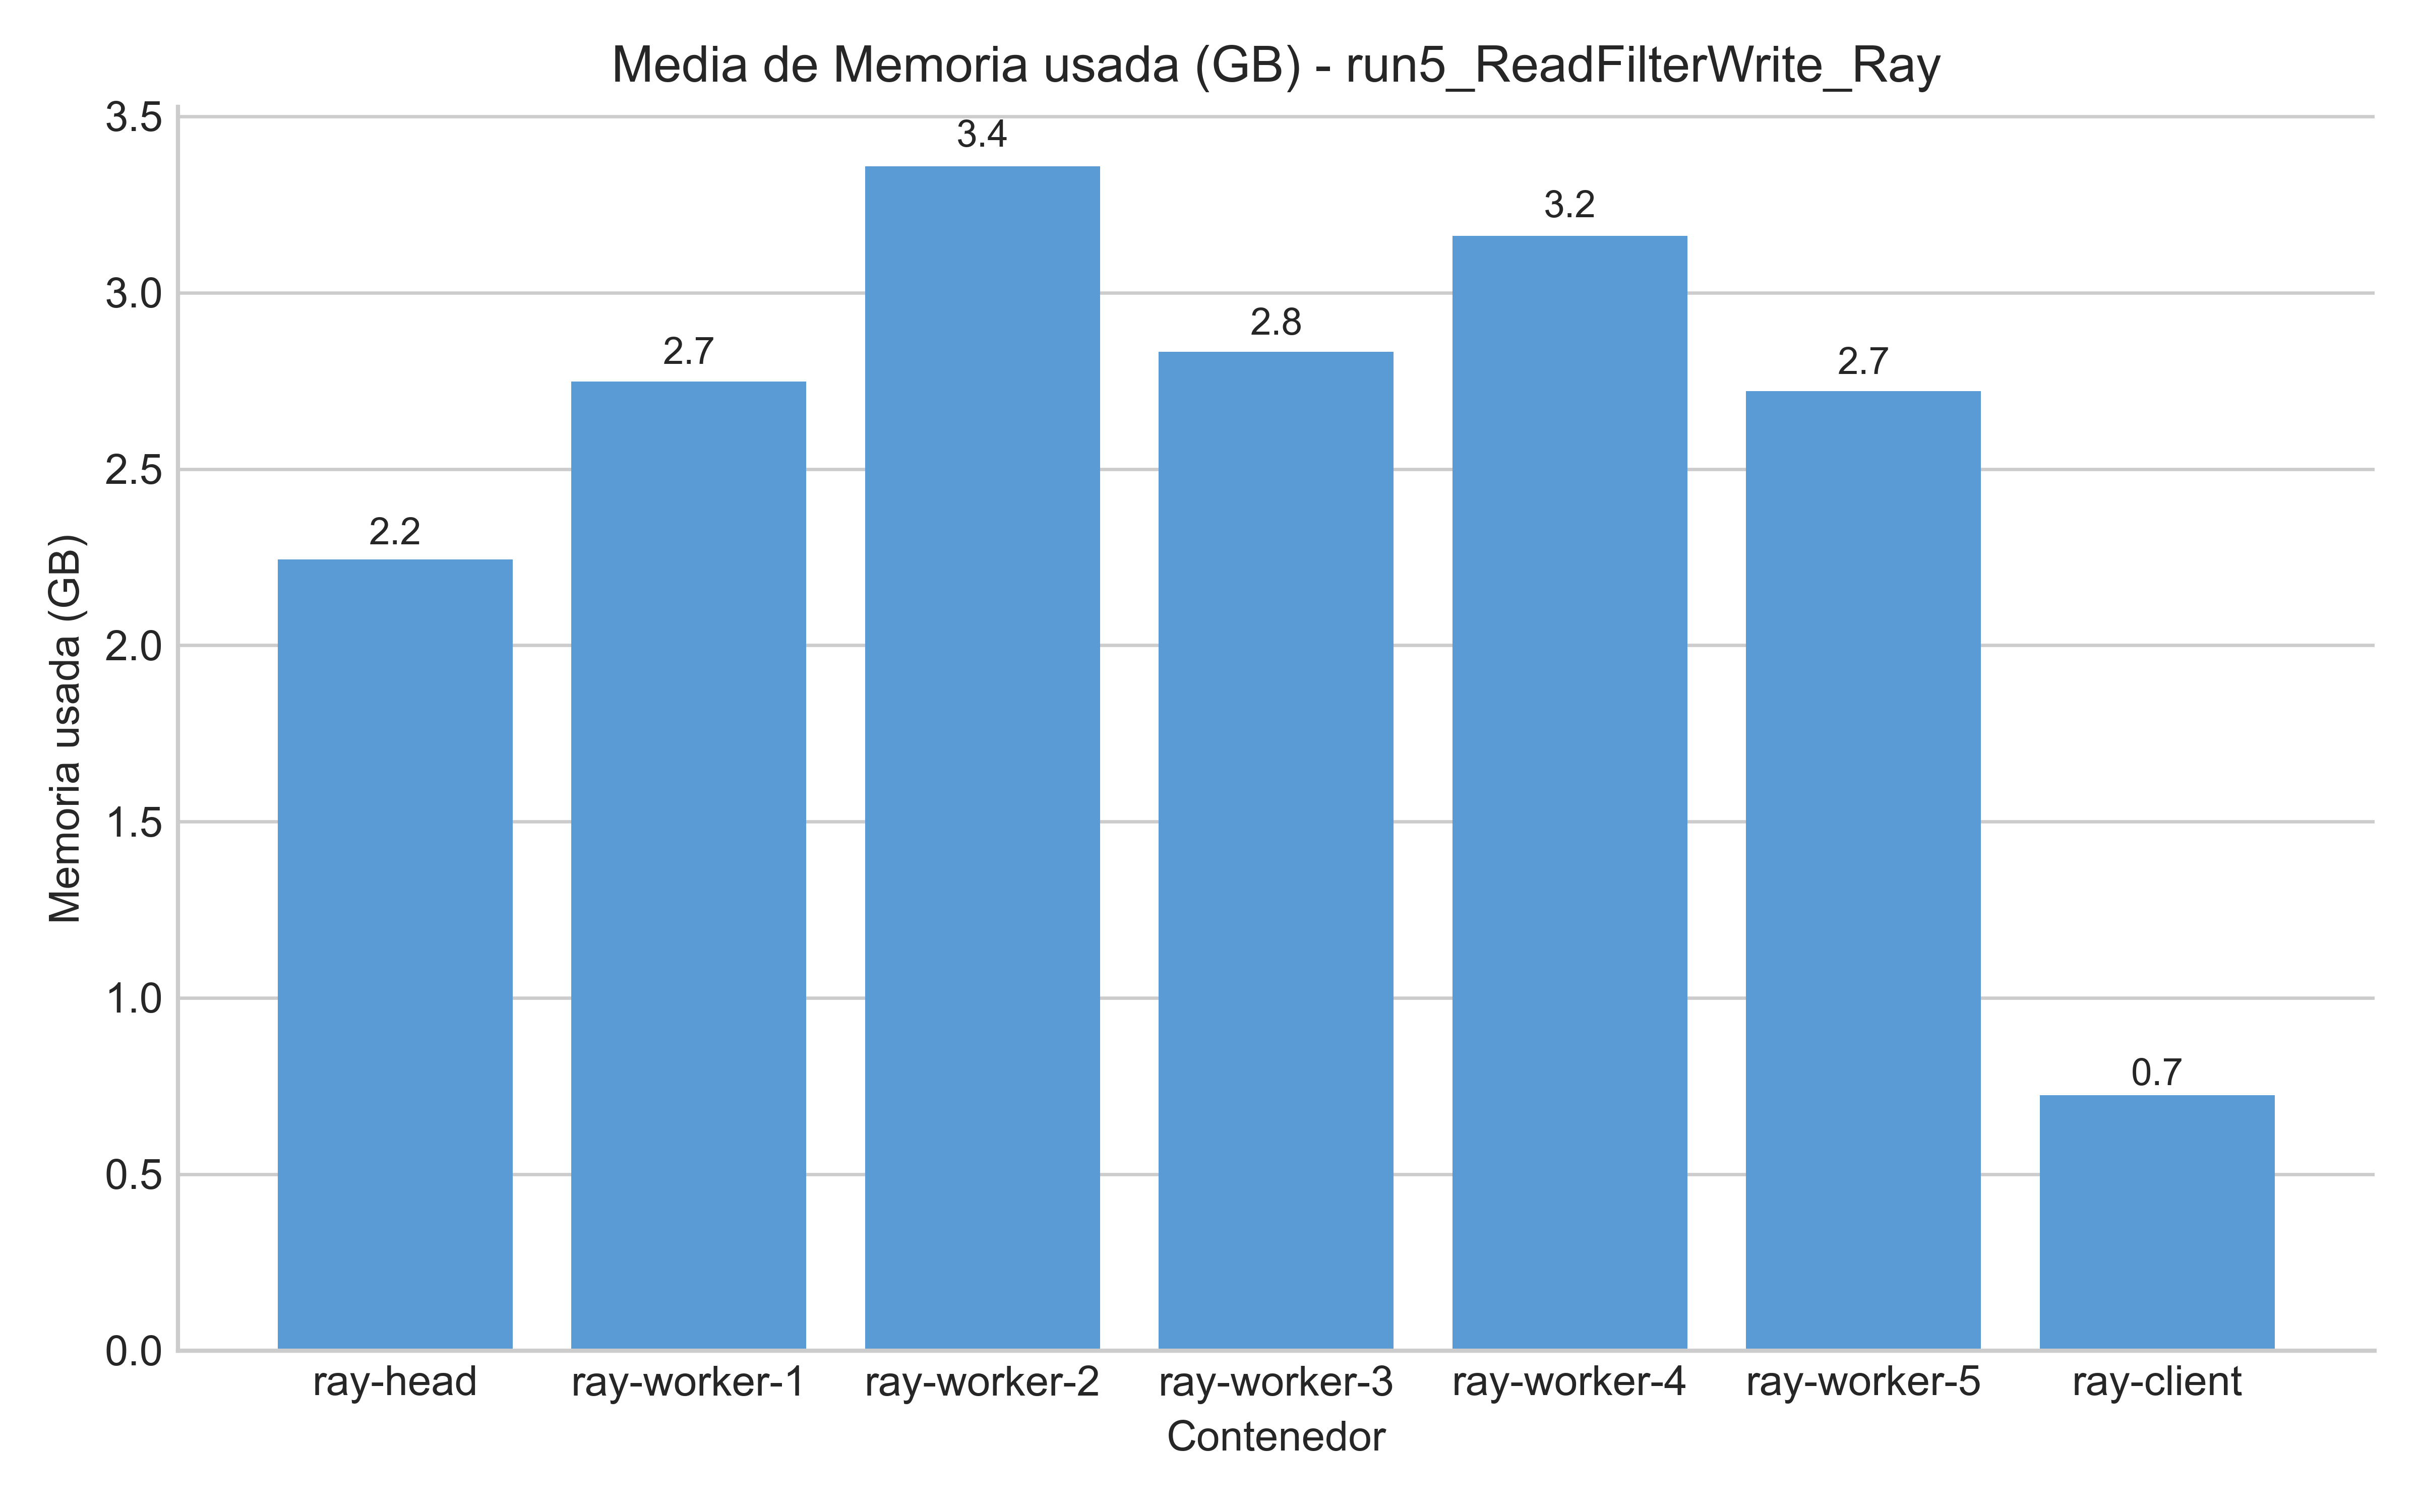 Media de Memoria usada (GB) - run5_ReadFilterWrite_Ray
Memoria usada (GB)
3.5
3.0
2.5
2.0
1.5
1.0
0.5
0.0
2.2
2.7
3.4
2.8
3.2
2.7
0.7
ray-head
ray-worker-1
ray-worker-2
ray-worker-3
ray-worker-4
ray-worker-5
ray-client
Contenedor